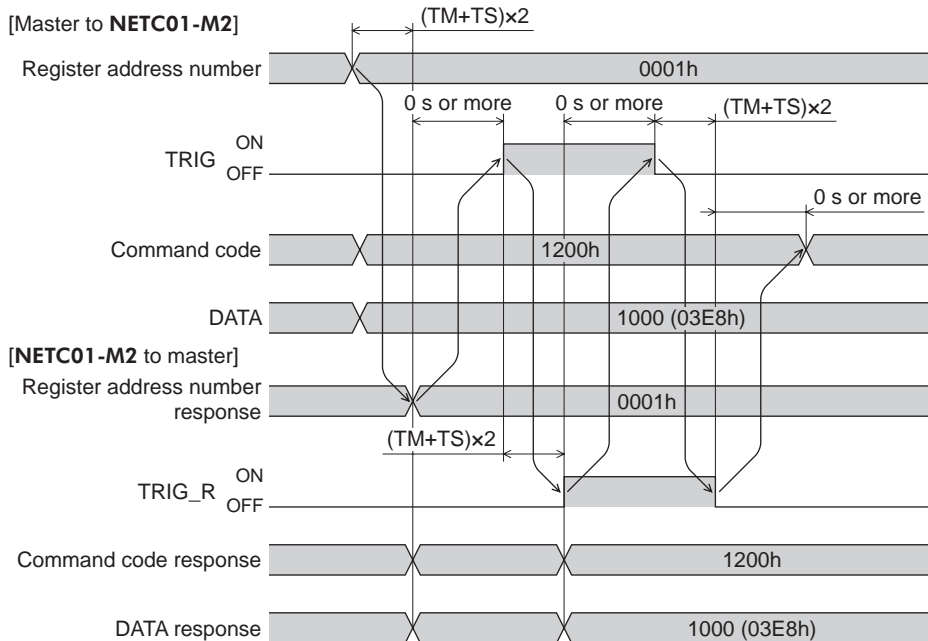 [Master to NETC01-M2]
(TM+TS)×2
Register address number
0001h
0 s or more
0 s or more
(TM+TS)×2
TRIG
ON
OFF
0 s or more
Command code
1200h
DATA
1000 (03E8h)
[NETC01-M2 to master]
Register address number
response
0001h
(TM+TS)×2
TRIG_R
ON
OFF
Command code response
1200h
DATA response
1000 (03E8h)